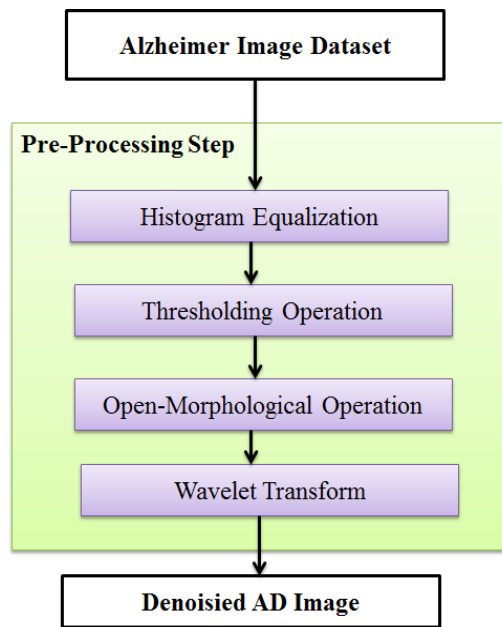 Alzheimer Image Dataset
Pre-Processing Step
Histogram Equalization
Thresholding Operation
Open-Morphological Operation
Wavelet Transform
Denoisied AD Image